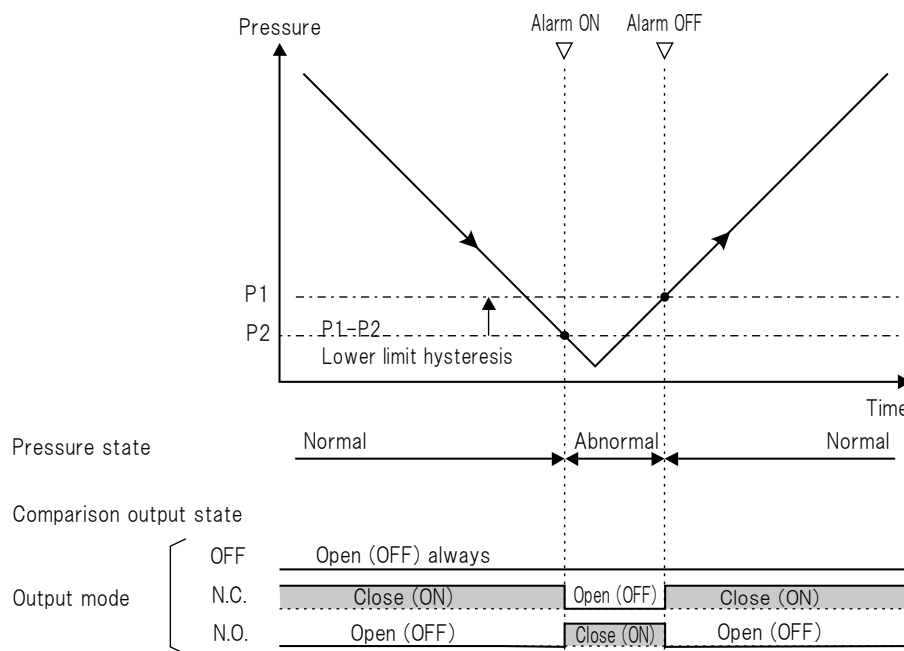 Alarm ON Alarm OFF
Pressure
P1
P2
P1-P2
Lower limit hysteresis
Time
Pressure state Normal Abnormal Normal
Comparison output state
OFF Open (OFF) always
Output mode N.C. Close (ON) Open (OFF) Close (ON)
N.O. Open (OFF) Close (ON) Open (OFF)